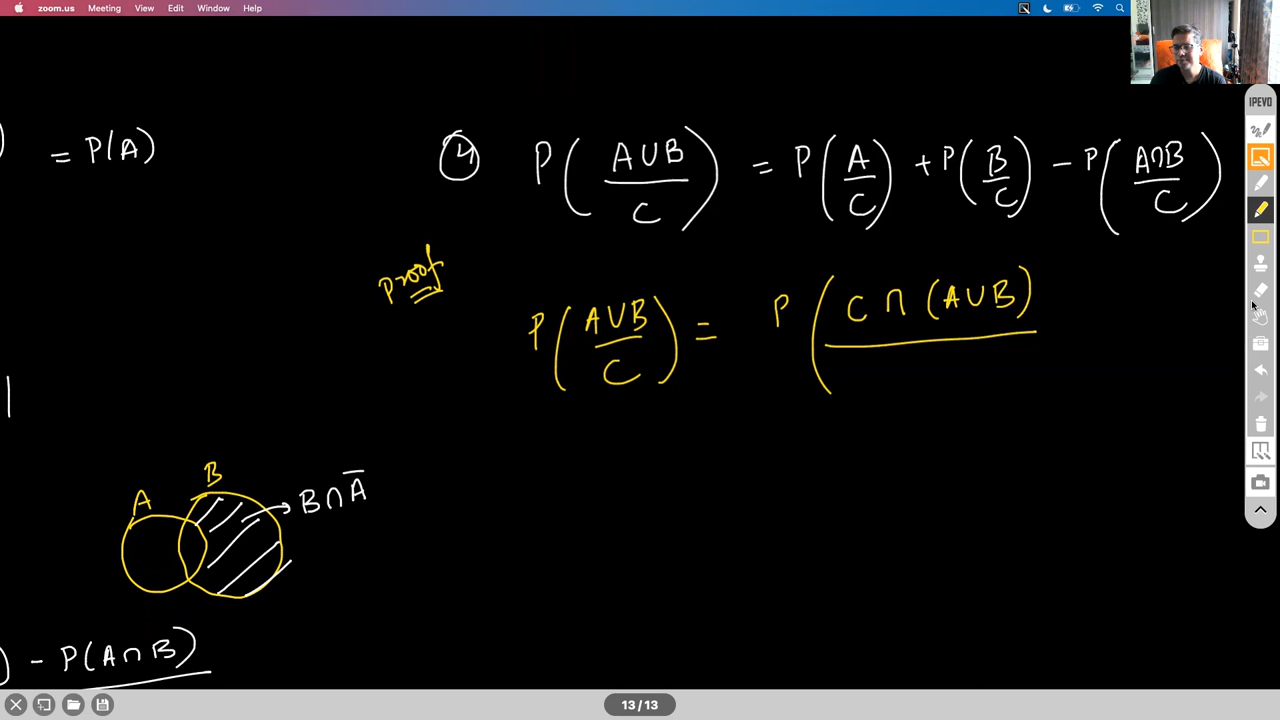 zoom.us Meeting View Edit Window Help
IPEVO
) = P(A)
④ P(A∪B/C) = P(A/C) + P(B/C) - P(A∩B/C)
Proof
P(A∪B/C) = P(C∩(A∪B)
B
A
B∩A̅
) - P(A∩B)
13/13